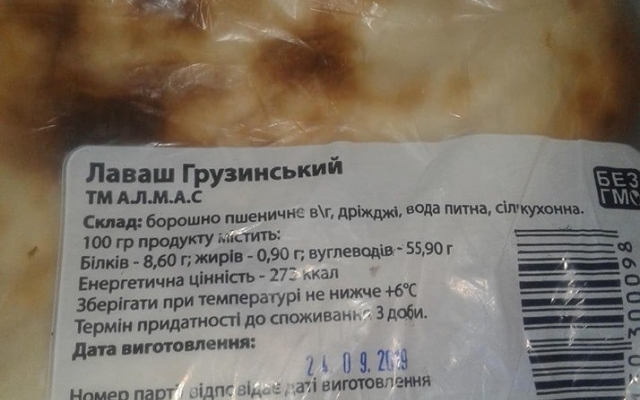 Лаваш Грузинський
ТМ А.Л.М.А.С
Склад: борошно пшеничне в\г, дріжджі, вода питна, сіль кухонна.
100 гр продукту містить:
Білків - 8,60 г; жирів - 0,90 г; вуглеводів - 55,90 г
Енергетична цінність - 273 ккал
Зберігати при температурі не нижче +6°С
Термін придатності до споживання 3 доби.
Дата виготовлення:
24.09.2019
Номер партії відповідає даті виготовлення
БЕЗ
ГМО